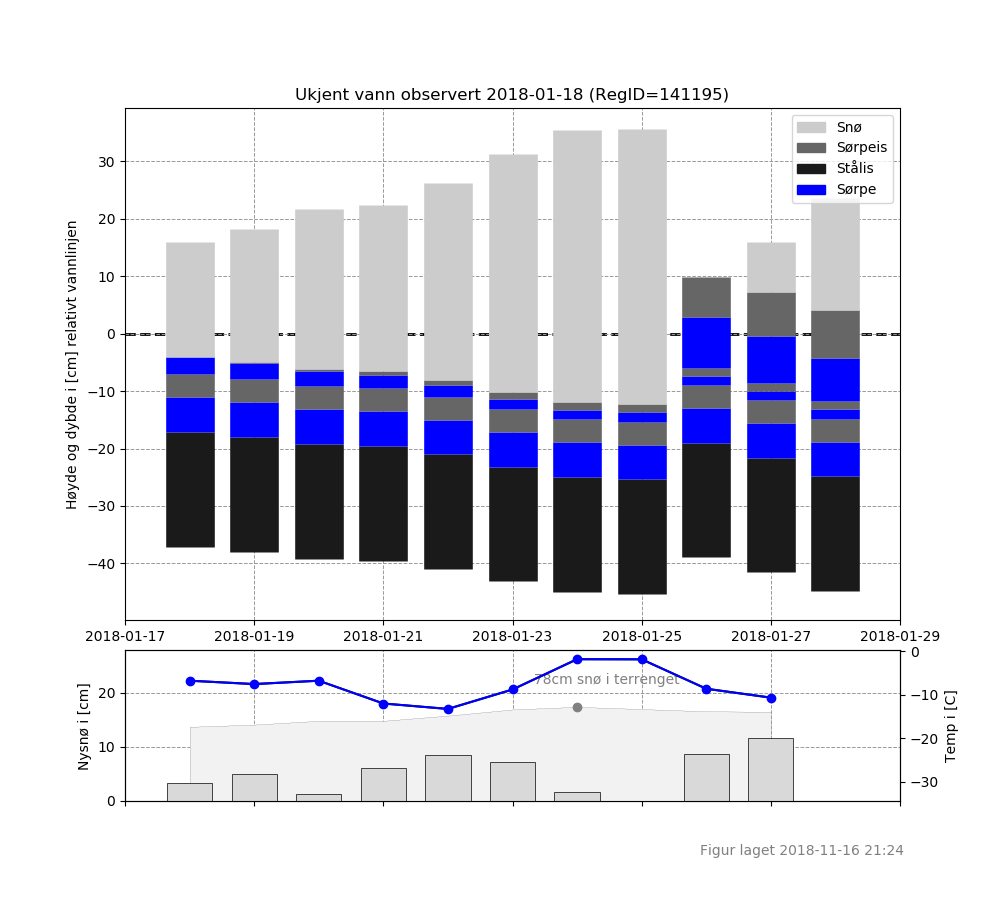 Ukjent vann observert 2018-01-18 (RegID=141195)
Snø
Sørpeis
Stålis
Sørpe
Høyde og dybde i [cm] relativt vannlinjen
30
20
10
0
−10
−20
−30
−40
2018-01-17 2018-01-19 2018-01-21 2018-01-23 2018-01-25 2018-01-27 2018-01-29
Nysnø i [cm]
20
10
0
78cm snø i terrenget
0
−10
−20
−30
Temp i [C]
Figur laget 2018-11-16 21:24